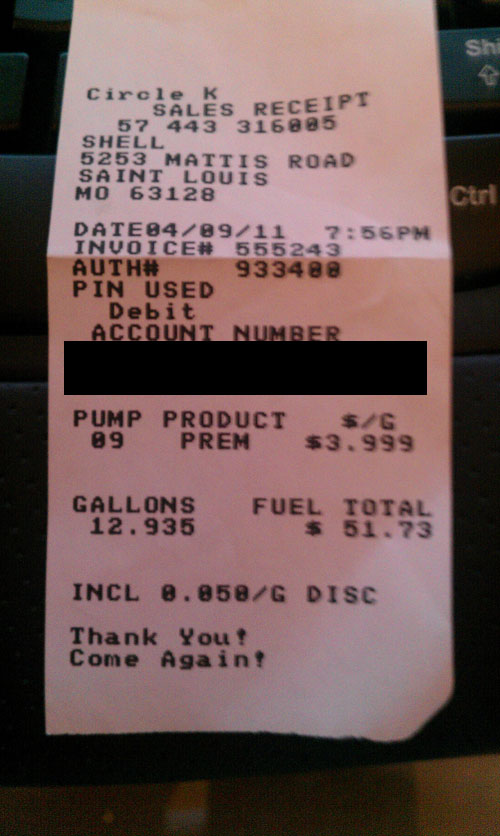 Shi
Ctrl
Circle K
SALES RECEIPT
57 443 316005
SHELL
5253 MATTIS ROAD
SAINT LOUIS
MO 63128
DATE04/09/11 7:56PM
INVOICE# 555243
AUTH# 933400
PIN USED
Debit
ACCOUNT NUMBER
PUMP PRODUCT $/G
09 PREM $3.999
GALLONS FUEL TOTAL
12.935 $ 51.73
INCL 0.050/G DISC
Thank You!
Come Again!